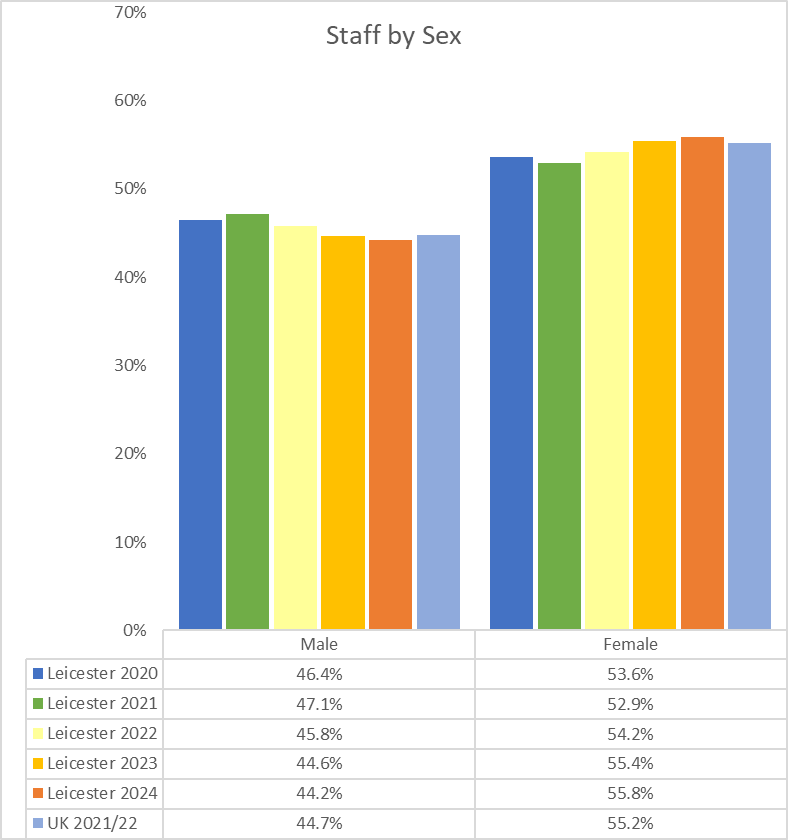 70%
Staff by Sex
60%
50%
40%
30%
20%
10%
0%
Male Female
Leicester 2020 46.4% 53.6%
Leicester 2021 47.1% 52.9%
Leicester 2022 45.8% 54.2%
Leicester 2023 44.6% 55.4%
Leicester 2024 44.2% 55.8%
UK 2021/22 44.7% 55.2%